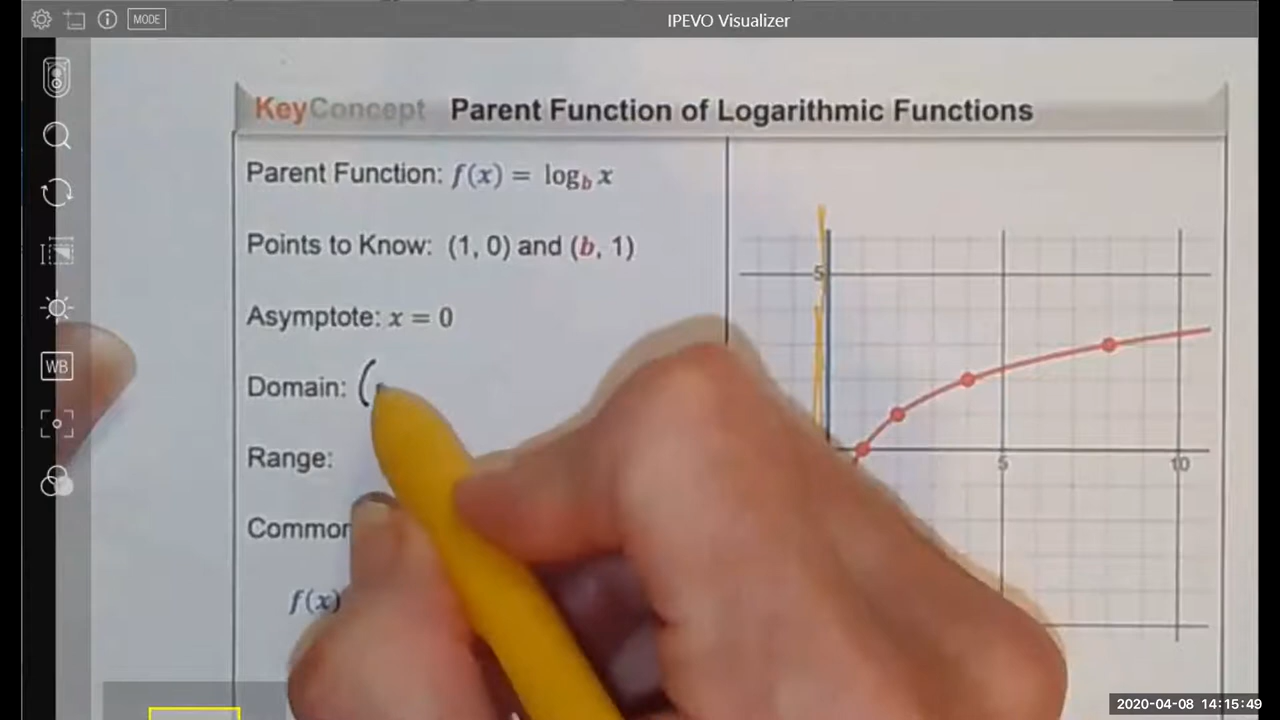 MODE
IPEVO Visualizer
KeyConcept Parent Function of Logarithmic Functions
Parent Function: f(x) = log_b x
Points to Know: (1, 0) and (b, 1)
Asymptote: x = 0
WB
Domain: (
Range:
Common
f(x)
5
5
10
2020-04-08 14:15:49